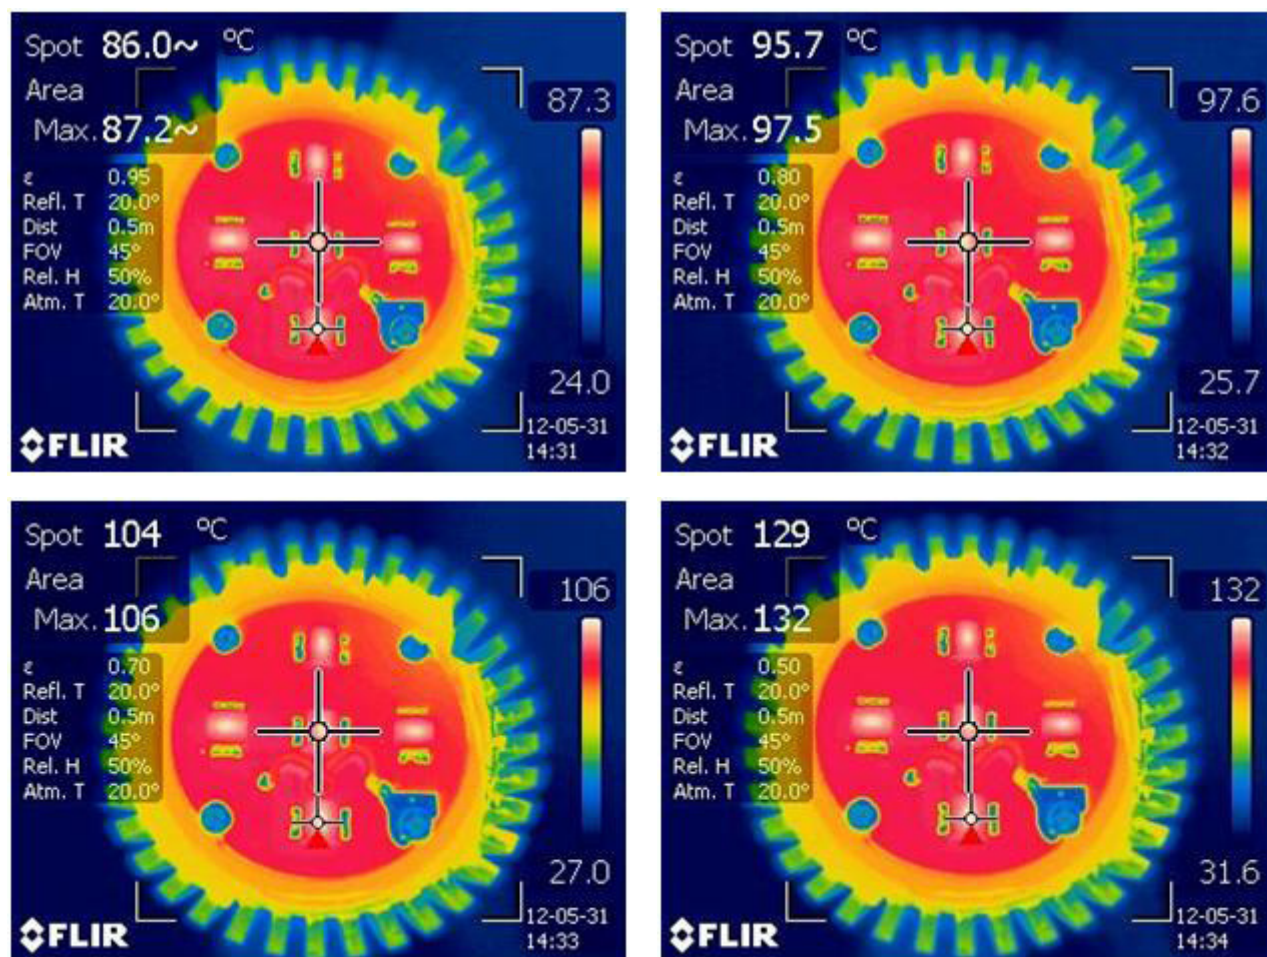 Spot 86.0~ °C
Area
Max. 87.2~
87.3
ε 0.95
Refl. T 20.0°
Dist 0.5m
FOV 45°
Rel. H 50%
Atm. T 20.0°
24.0
12-05-31
14:31
FLIR
Spot 95.7 °C
Area
Max. 97.5
97.6
ε 0.80
Refl. T 20.0°
Dist 0.5m
FOV 45°
Rel. H 50%
Atm. T 20.0°
25.7
12-05-31
14:32
FLIR
Spot 104 °C
Area
Max. 106
106
ε 0.70
Refl. T 20.0°
Dist 0.5m
FOV 45°
Rel. H 50%
Atm. T 20.0°
27.0
12-05-31
14:33
FLIR
Spot 129 °C
Area
Max. 132
132
ε 0.50
Refl. T 20.0°
Dist 0.5m
FOV 45°
Rel. H 50%
Atm. T 20.0°
31.6
12-05-31
14:34
FLIR